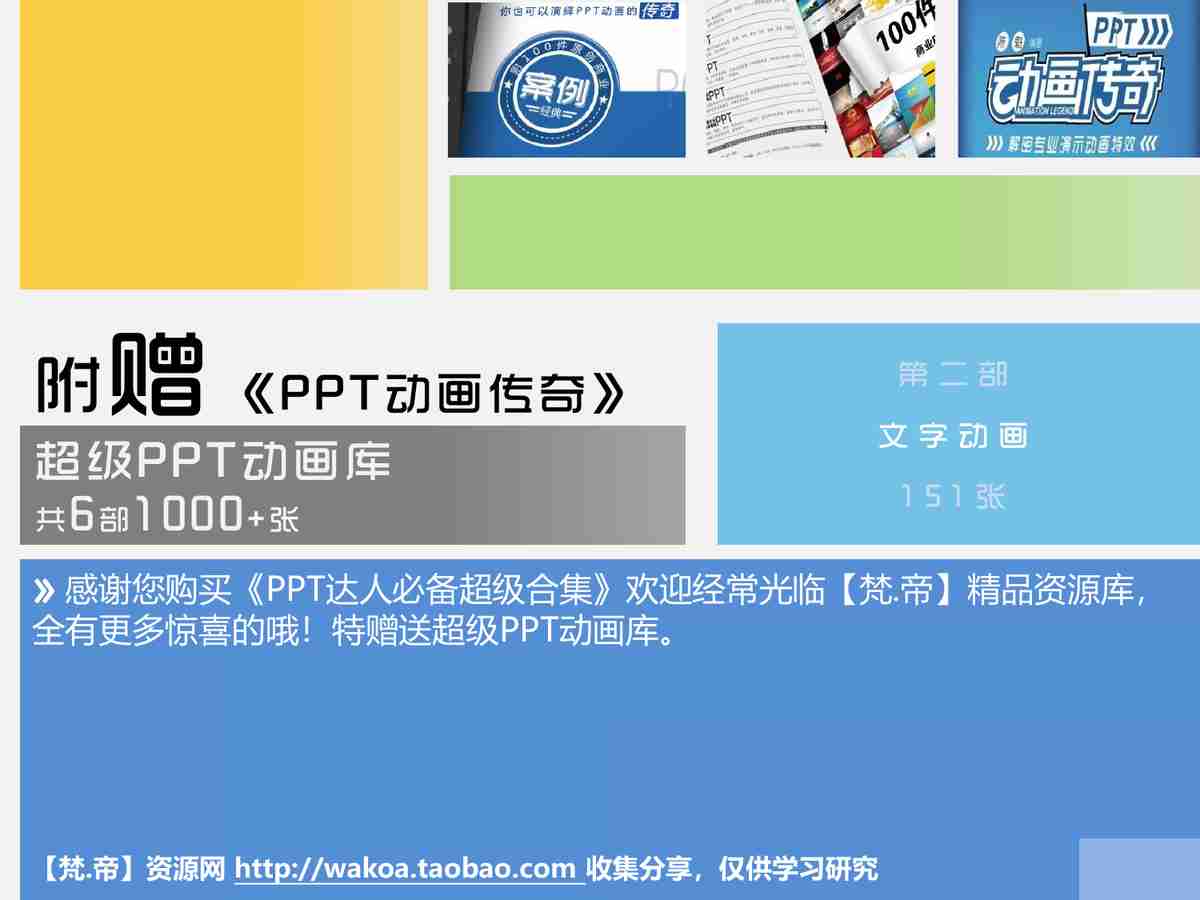 你也可以演绎PPT动画的传奇
附100件原创商业
案例
经典
100件
PPT
动画传奇
ANIMATION LEGEND
解密专业演示动画特效
附赠《PPT动画传奇》
超级PPT动画库
共6部1000+张
第二部
文字动画
151张
» 感谢您购买《PPT达人必备超级合集》欢迎经常光临【梵.帝】精品资源库，
全有更多惊喜的哦！特赠送超级PPT动画库。
【梵.帝】资源网 http://wakoa.taobao.com 收集分享，仅供学习研究